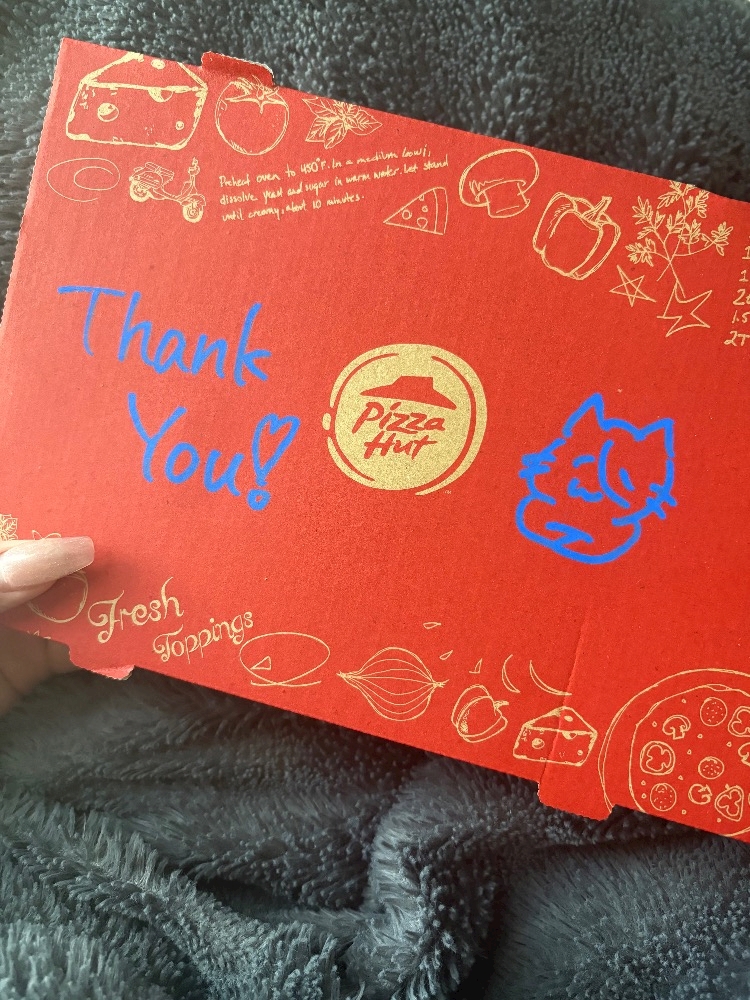 Preheat oven to 450°F. In a medium bowl,
dissolve yeast and sugar in warm water. Let stand
until creamy, about 10 minutes.
Thank
You!
Pizza
Hut
Fresh
Toppings